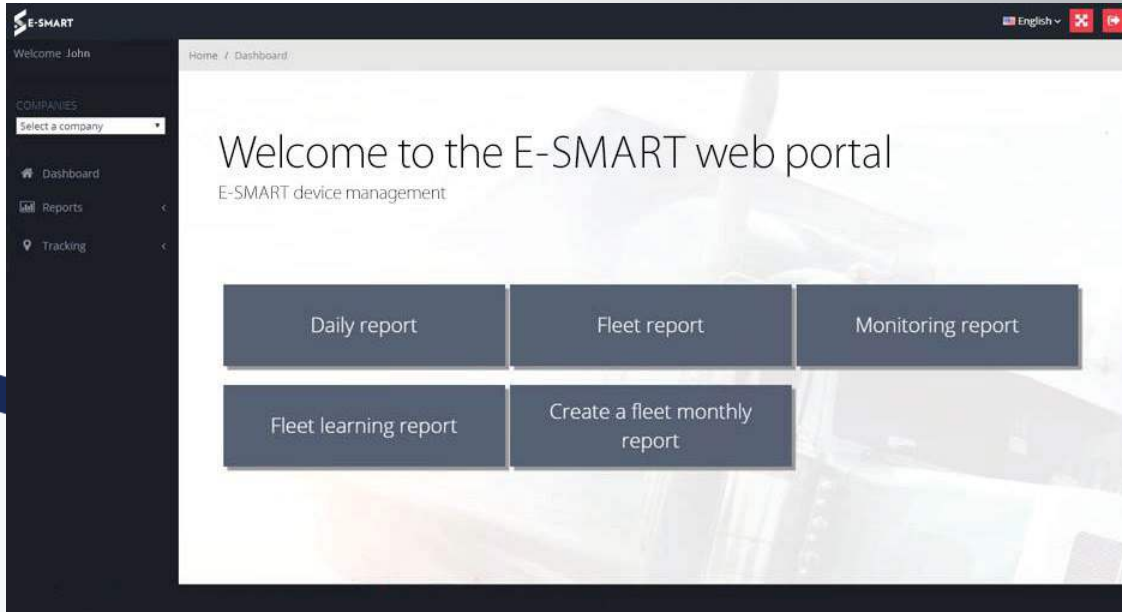 E-SMART
English
Welcome John
Home / Dashboard
COMPANIES
Select a company
Dashboard
Reports
Tracking
Welcome to the E-SMART web portal
E-SMART device management
Daily report
Fleet report
Monitoring report
Fleet learning report
Create a fleet monthly
report